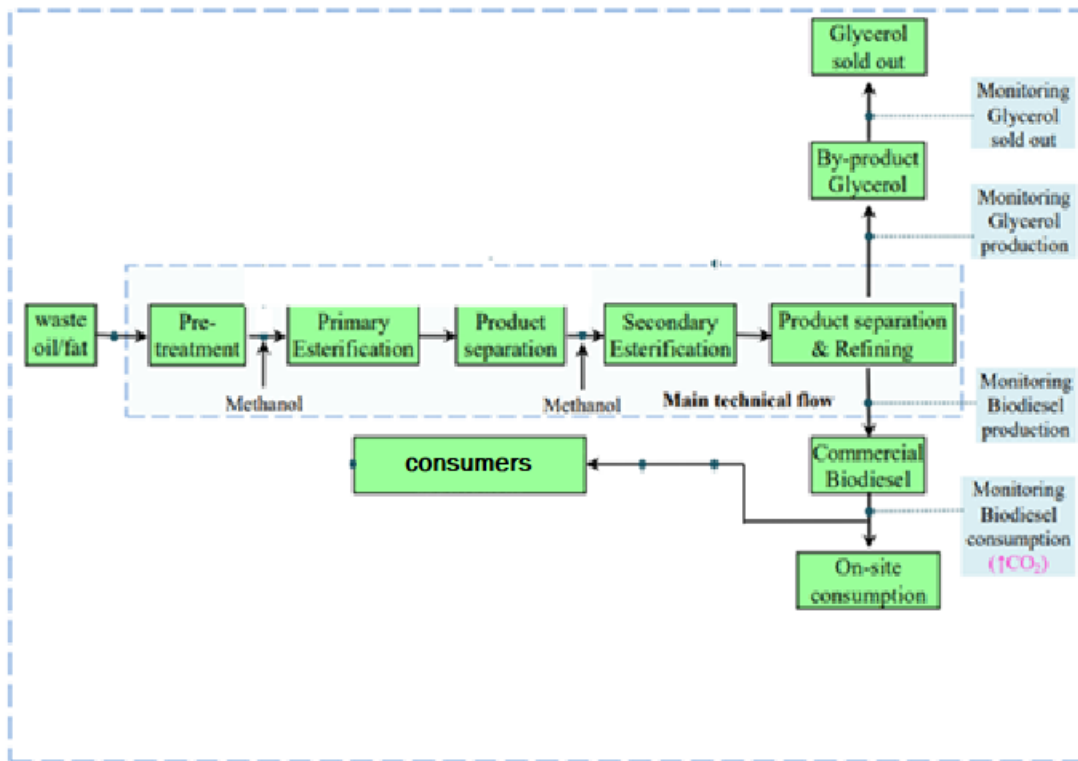 Glycerol
sold out
Monitoring
Glycerol
sold out
By-product
Glycerol
Monitoring
Glycerol
production
waste
oil/fat
Pre-
treatment
Primary
Esterification
Product
separation
Secondary
Esterification
Product separation
& Refining
Methanol
Methanol
Main technical flow
Monitoring
Biodiesel
production
consumers
Commercial
Biodiesel
Monitoring
Biodiesel
consumption
(↑CO₂)
On-site
consumption